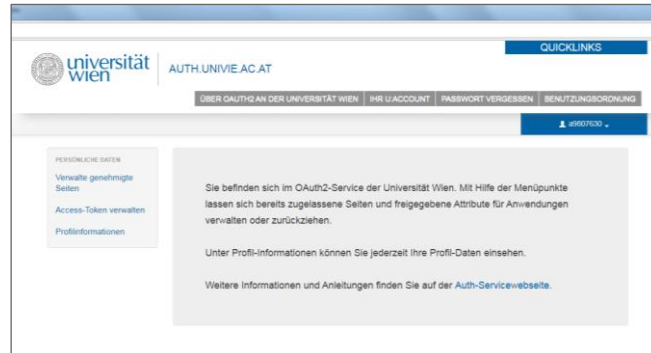 QUICKLINKS
universität
wien
AUTH.UNIVIE.AC.AT
ÜBER OAUTH2 AN DER UNIVERSITÄT WIEN IHR U:ACCOUNT PASSWORT VERGESSEN BENUTZUNGSORDNUNG
a9607630
PERSÖNLICHE DATEN
Verwalte genehmigte
Seiten
Access-Token verwalten
Profilinformationen
Sie befinden sich im OAuth2-Service der Universität Wien. Mit Hilfe der Menüpunkte
lassen sich bereits zugelassene Seiten und freigegebene Attribute für Anwendungen
verwalten oder zurückziehen.
Unter Profil-Informationen können Sie jederzeit Ihre Profil-Daten einsehen.
Weitere Informationen und Anleitungen finden Sie auf der Auth-Servicewebseite.